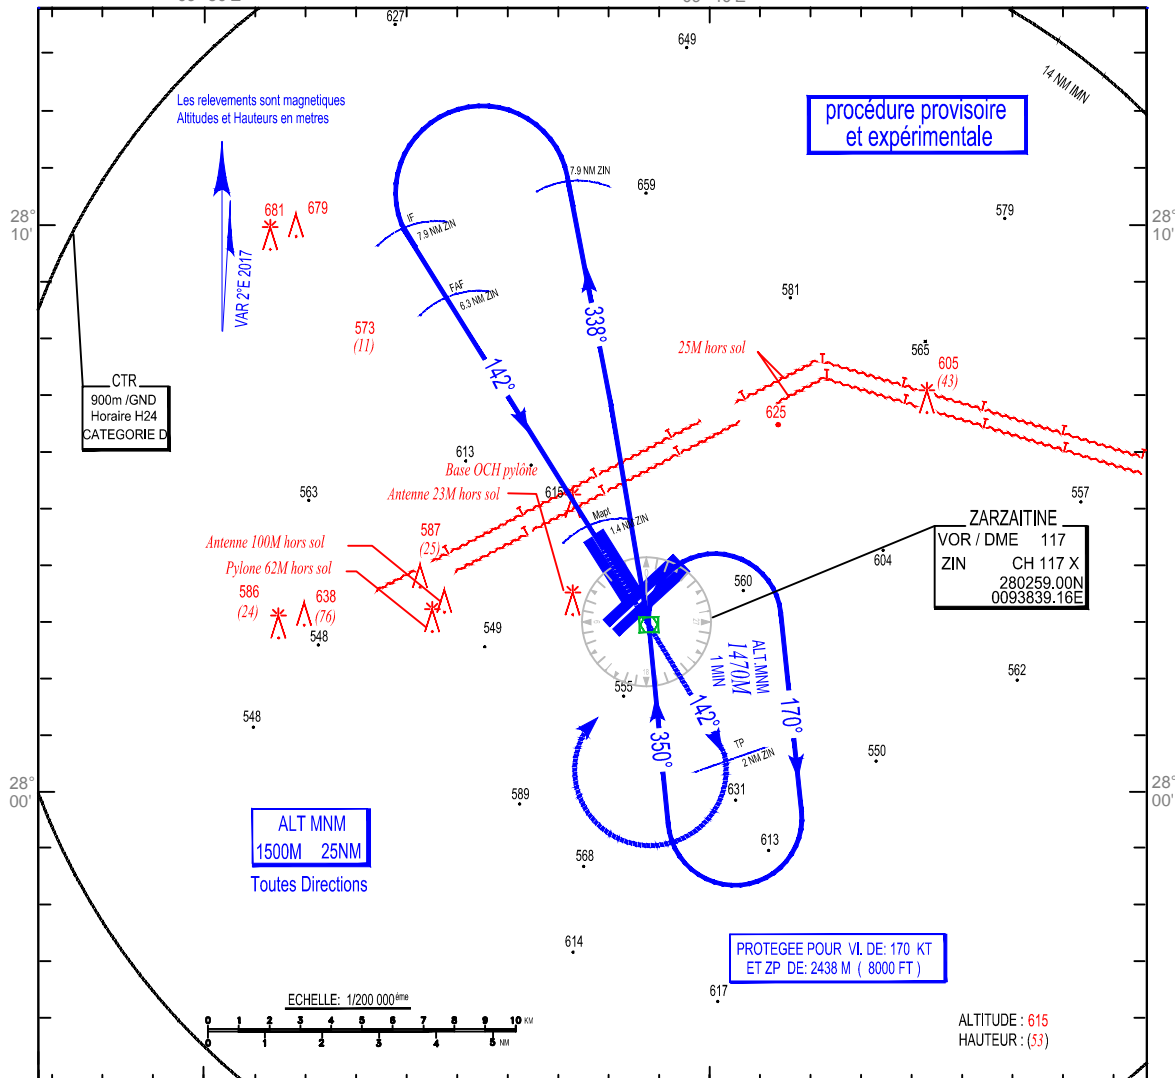 627
649
14 NM IMN
Les relevements sont magnetiques
Altitudes et Hauteurs en metres
procédure provisoire
et expérimentale
7.9 NM ZIN
659
28°
10'
681
679
IF
7.9 NM ZIN
579
28°
10'
VAR 2°E 2017
FAF
6.3 NM ZIN
581
573
(11)
338°
25M hors sol
565
605
(43)
142°
CTR
900m /GND
Horaire H24
CATEGORIE D
625
613
Base OCH pylône
563
Antenne 23M hors sol
615
557
Mapt
1.4 NM ZIN
587
(25)
Antenne 100M hors sol
Pylone 62M hors sol
ZARZAITINE
VOR / DME 117
ZIN CH 117 X
280259.00N
0093839.16E
604
560
586
(24)
638
(76)
548
549
ALT.MNM
1470M
1 MIN
562
555
142°
170°
350°
548
TP
2 NM ZIN
550
28°
00'
28°
00'
589
631
ALT MNM
1500M 25NM
Toutes Directions
613
568
PROTEGEE POUR VI. DE: 170 KT
ET ZP DE: 2438 M ( 8000 FT )
614
617
ECHELLE: 1/200 000éme
0 1 2 3 4 5 6 7 8 9 10 KM
0 1 2 3 4 5 NM
ALTITUDE : 615
HAUTEUR : (53)